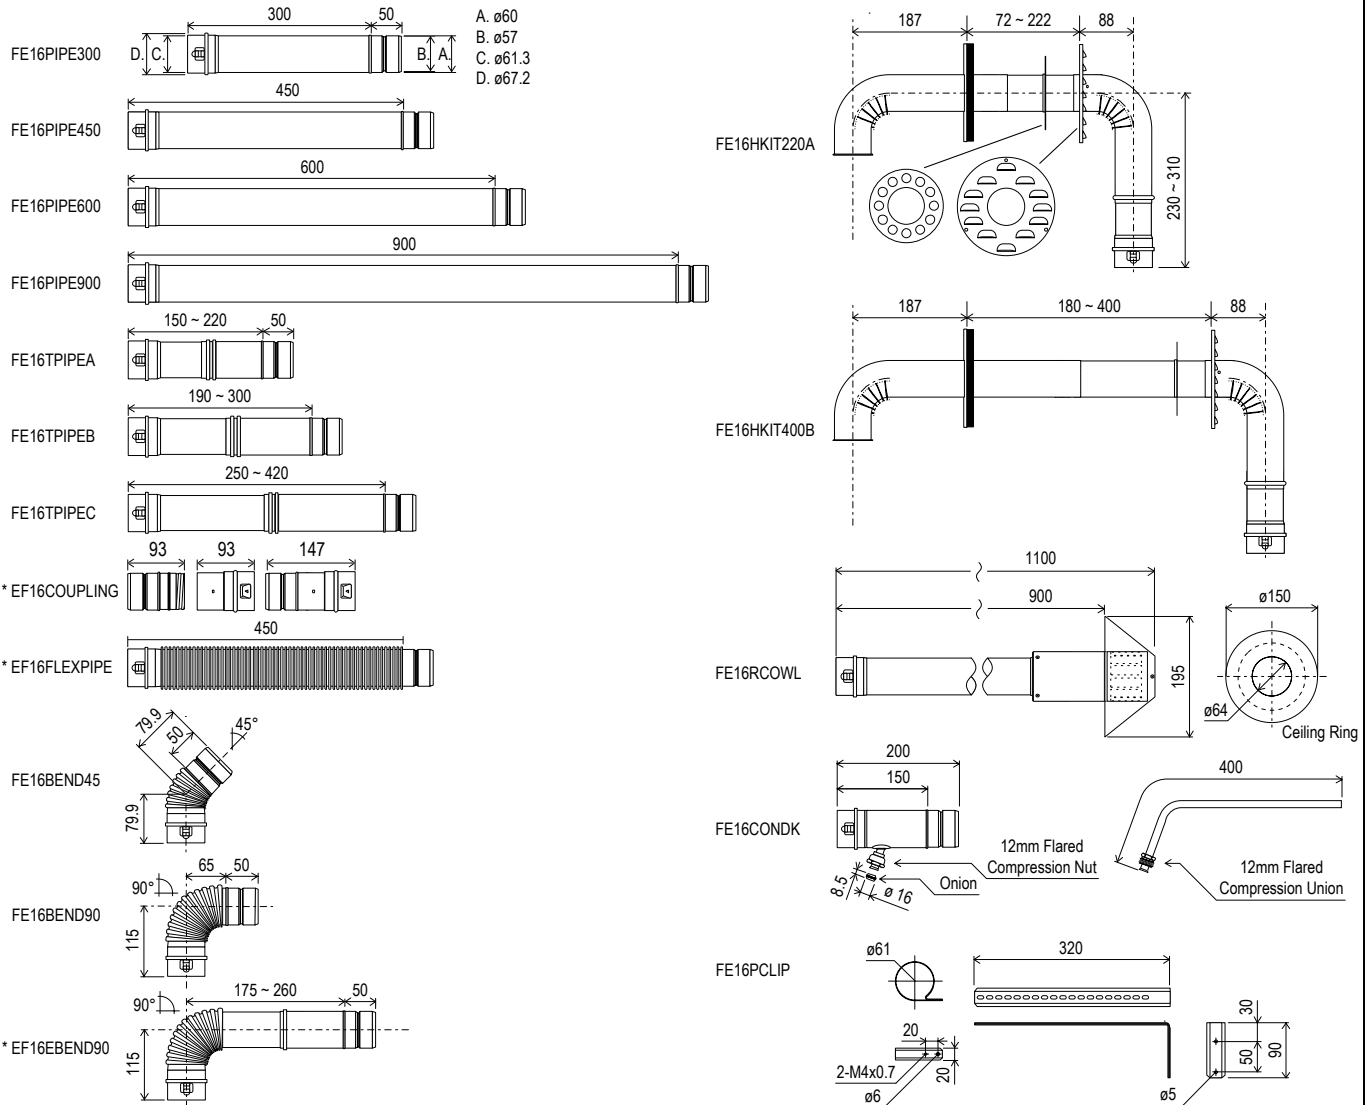 FE16PIPE300
300
50
D.
C.
B.
A.
A. ø60
B. ø57
C. ø61.3
D. ø67.2
FE16PIPE450
450
FE16PIPE600
600
FE16PIPE900
900
FE16TPIPEA
150 ~ 220
50
FE16TPIPEB
190 ~ 300
FE16TPIPEC
250 ~ 420
* EF16COUPLING
93
93
147
* EF16FLEXPIPE
450
FE16BEND45
79.9
50
45°
79.9
FE16BEND90
90°
65
50
115
* EF16EBEND90
90°
175 ~ 260
50
115
FE16HKIT220A
187
72 ~ 222
88
230 ~ 310
FE16HKIT400B
187
180 ~ 400
88
FE16RCOWL
1100
900
195
ø150
ø64
Ceiling Ring
FE16CONDK
200
150
8.5
ø 16
Onion
12mm Flared
Compression Nut
400
12mm Flared
Compression Union
FE16PCLIP
ø61
320
20
20
2-M4x0.7
ø6
30
50
90
ø5